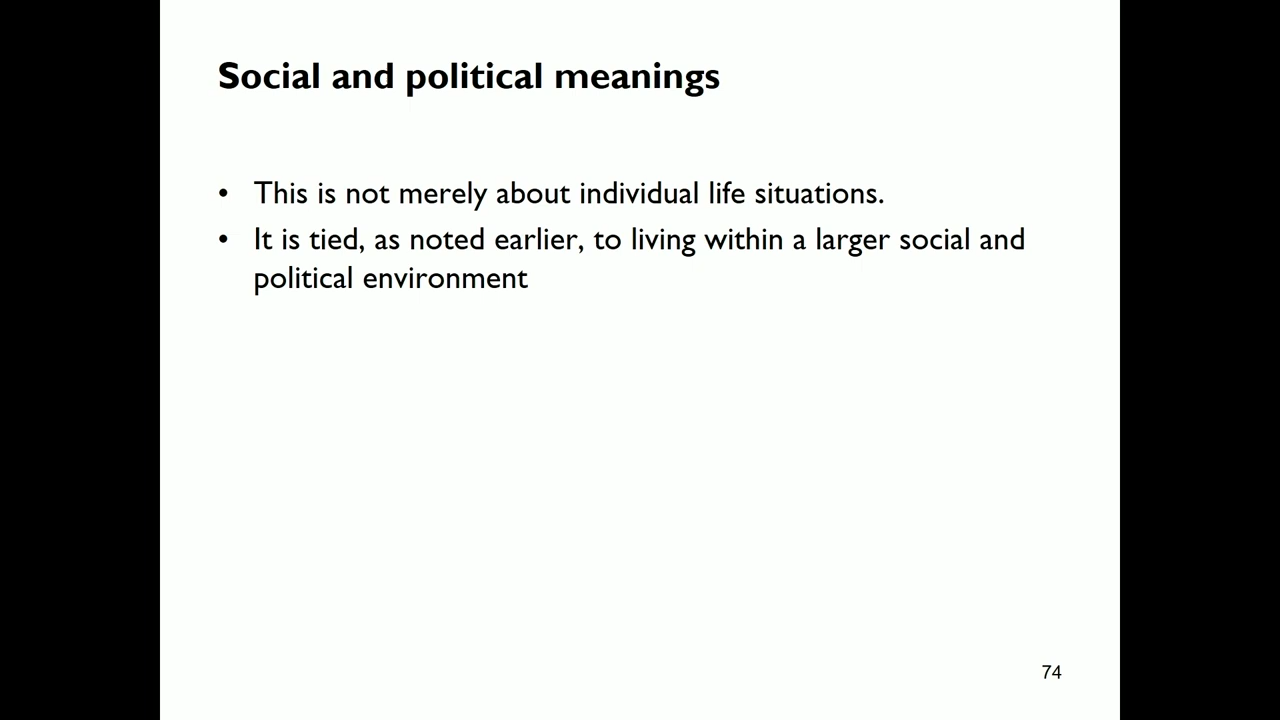 Social and political meanings
• This is not merely about individual life situations.
• It is tied, as noted earlier, to living within a larger social and
political environment
74